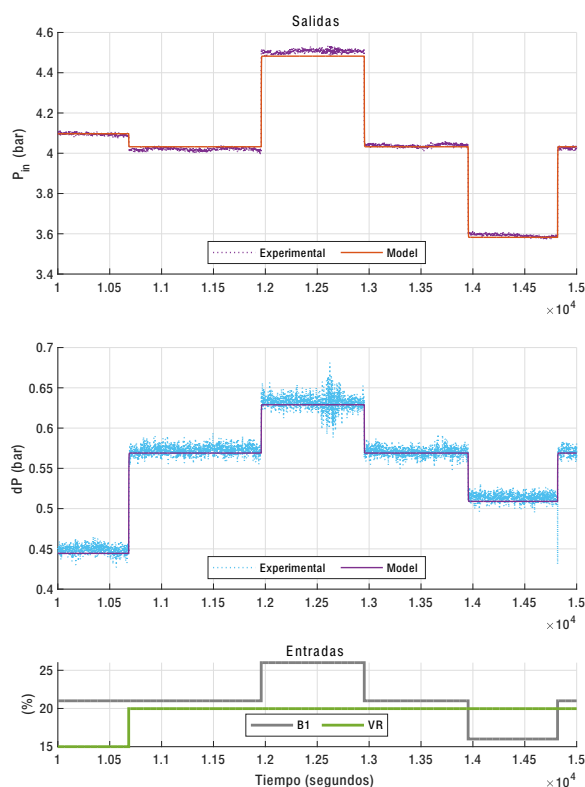 Salidas
4.6
4.4
4.2
4
3.8
3.6
3.4
P_in (bar)
Experimental Model
1 1.05 1.1 1.15 1.2 1.25 1.3 1.35 1.4 1.45 1.5
×10^4
0.7
0.65
0.6
0.55
0.5
0.45
0.4
dP (bar)
Experimental Model
1 1.05 1.1 1.15 1.2 1.25 1.3 1.35 1.4 1.45 1.5
×10^4
Entradas
25
20
15
(%)
B1 VR
1 1.05 1.1 1.15 1.2 1.25 1.3 1.35 1.4 1.45 1.5
Tiempo (segundos)
×10^4